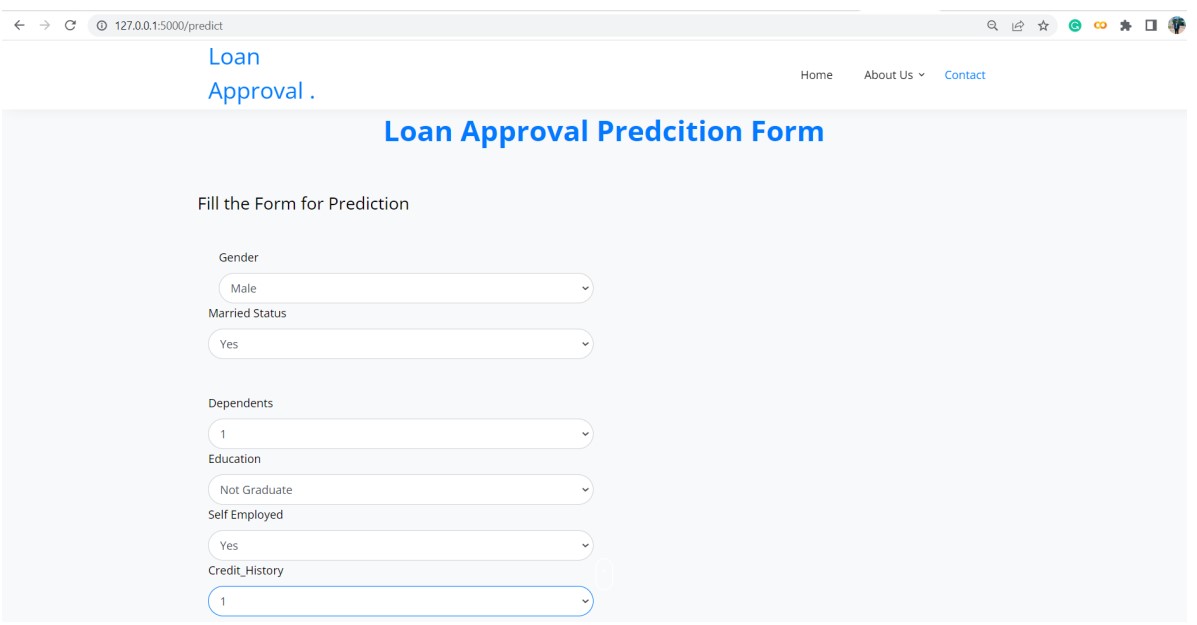 127.0.0.1:5000/predict
Loan
Approval .
Home About Us Contact
Loan Approval Predcition Form
Fill the Form for Prediction
Gender
Male
Married Status
Yes
Dependents
1
Education
Not Graduate
Self Employed
Yes
Credit_History
1